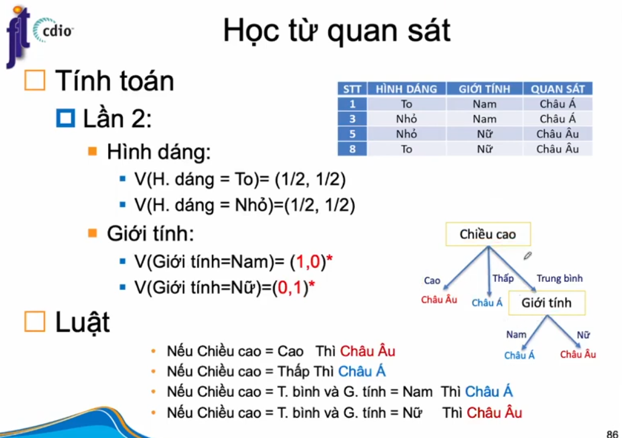 fit cdio
Học từ quan sát
Tính toán
Lần 2:
Hình dáng:
V(H. dáng = To)= (1/2, 1/2)
V(H. dáng = Nhỏ)=(1/2, 1/2)
Giới tính:
V(Giới tính=Nam)= (1,0)*
V(Giới tính=Nữ)=(0,1)*
STT HÌNH DÁNG GIỚI TÍNH QUAN SÁT
1 To Nam Châu Á
3 Nhỏ Nam Châu Á
5 Nhỏ Nữ Châu Âu
8 To Nữ Châu Âu
Chiều cao
Cao Thấp Trung bình
Châu Âu Châu Á Giới tính
Nam Nữ
Châu Á Châu Âu
Luật
Nếu Chiều cao = Cao Thì Châu Âu
Nếu Chiều cao = Thấp Thì Châu Á
Nếu Chiều cao = T. bình và G. tính = Nam Thì Châu Á
Nếu Chiều cao = T. bình và G. tính = Nữ Thì Châu Âu
86